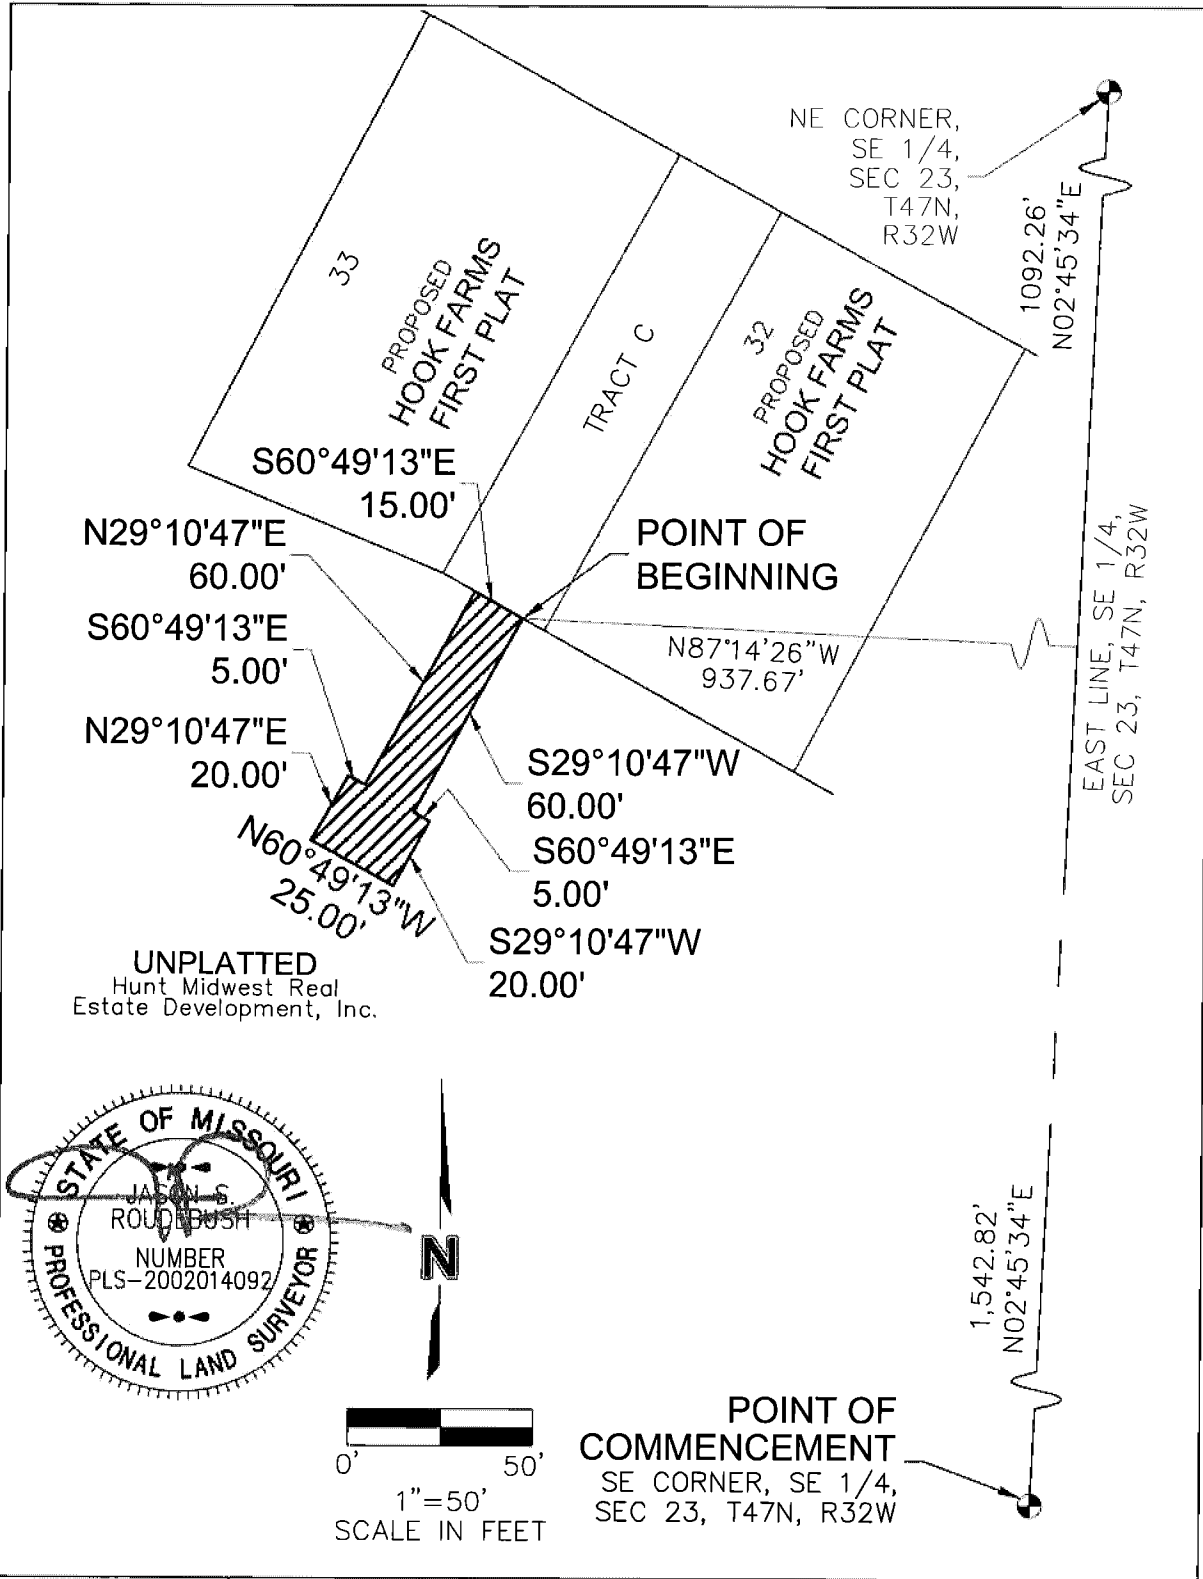 NE CORNER,
SE 1/4,
SEC 23,
T47N,
R32W
1092.26'
N02°45'34"E
33
PROPOSED
HOOK FARMS
FIRST PLAT
TRACT C
32
PROPOSED
HOOK FARMS
FIRST PLAT
S60°49'13"E
15.00'
N29°10'47"E
60.00'
POINT OF
BEGINNING
EAST LINE, SE 1/4,
SEC 23, T47N, R32W
S60°49'13"E
5.00'
N87°14'26"W
937.67'
N29°10'47"E
20.00'
S29°10'47"W
60.00'
N60°49'13"W
25.00'
S60°49'13"E
5.00'
S29°10'47"W
20.00'
UNPLATTED
Hunt Midwest Real
Estate Development, Inc.
STATE OF MISSOURI
JASON S.
ROUDEBUSH
NUMBER
PLS-2002014092
PROFESSIONAL LAND SURVEYOR
N
1,542.82'
N02°45'34"E
0' 50'
1"=50'
SCALE IN FEET
POINT OF
COMMENCEMENT
SE CORNER, SE 1/4,
SEC 23, T47N, R32W